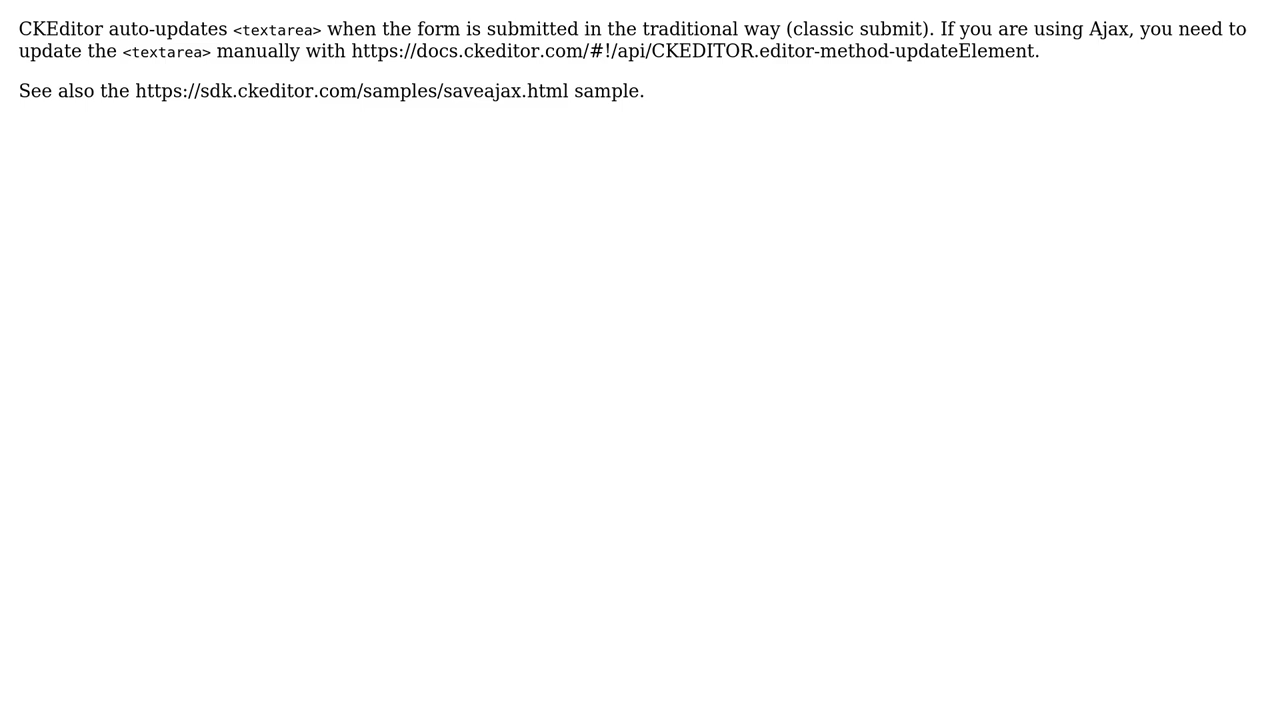 CKEditor auto-updates <textarea> when the form is submitted in the traditional way (classic submit). If you are using Ajax, you need to
update the <textarea> manually with https://docs.ckeditor.com/#!/api/CKEDITOR.editor-method-updateElement.
See also the https://sdk.ckeditor.com/samples/saveajax.html sample.